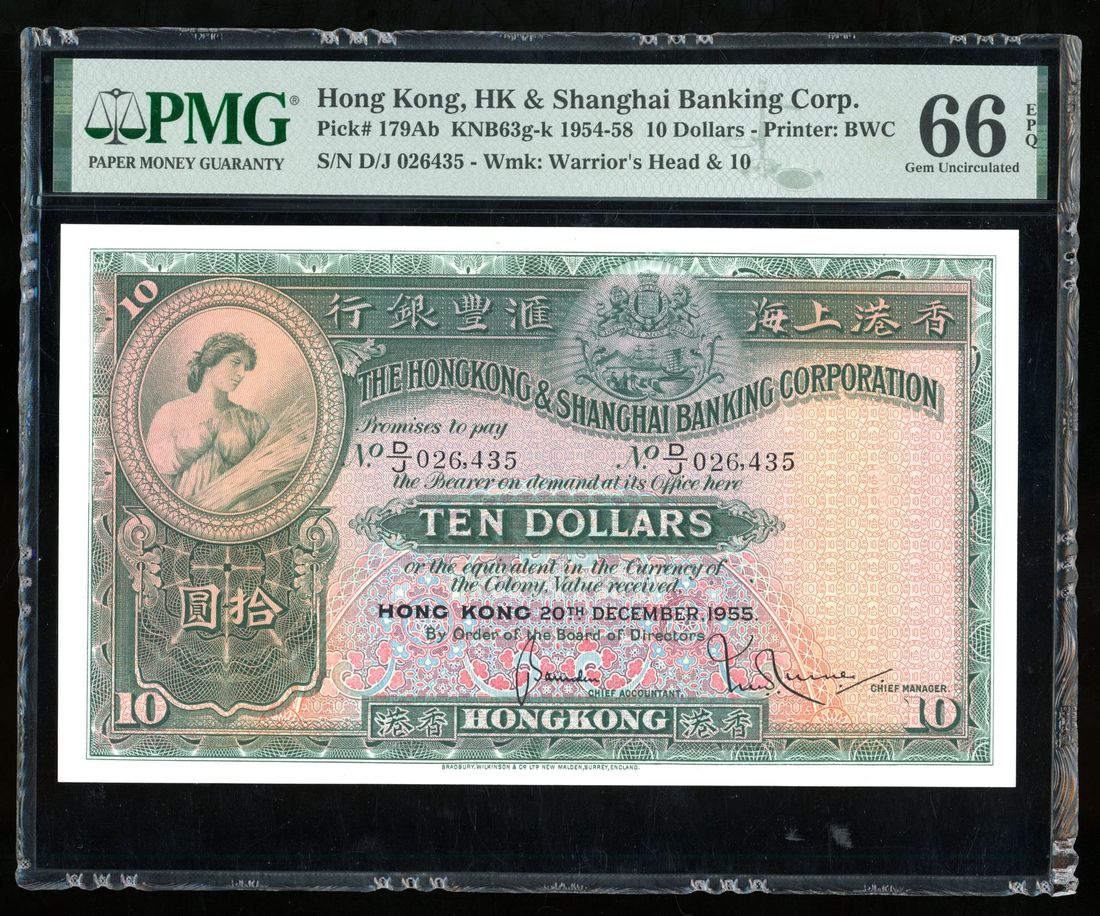 PMG®
PAPER MONEY GUARANTY
Hong Kong, HK & Shanghai Banking Corp.
Pick# 179Ab KNB63g-k 1954-58 10 Dollars - Printer: BWC
S/N D/J 026435 - Wmk: Warrior's Head & 10
66 EPQ
Gem Uncirculated
10
行銀豐滙 海上港香
THE HONGKONG & SHANGHAI BANKING CORPORATION
Promises to pay
No. D/J 026,435 No. D/J 026,435
the Bearer on demand at its Office here
TEN DOLLARS
or the equivalent in the Currency of
the Colony, Value received
圓拾
HONG KONG 20TH DECEMBER, 1955.
By Order of the Board of Directors
CHIEF ACCOUNTANT. CHIEF MANAGER.
10 港香 HONGKONG 港香 10
BRADBURY, WILKINSON & CO LTD NEW MALDEN, SURREY, ENGLAND.